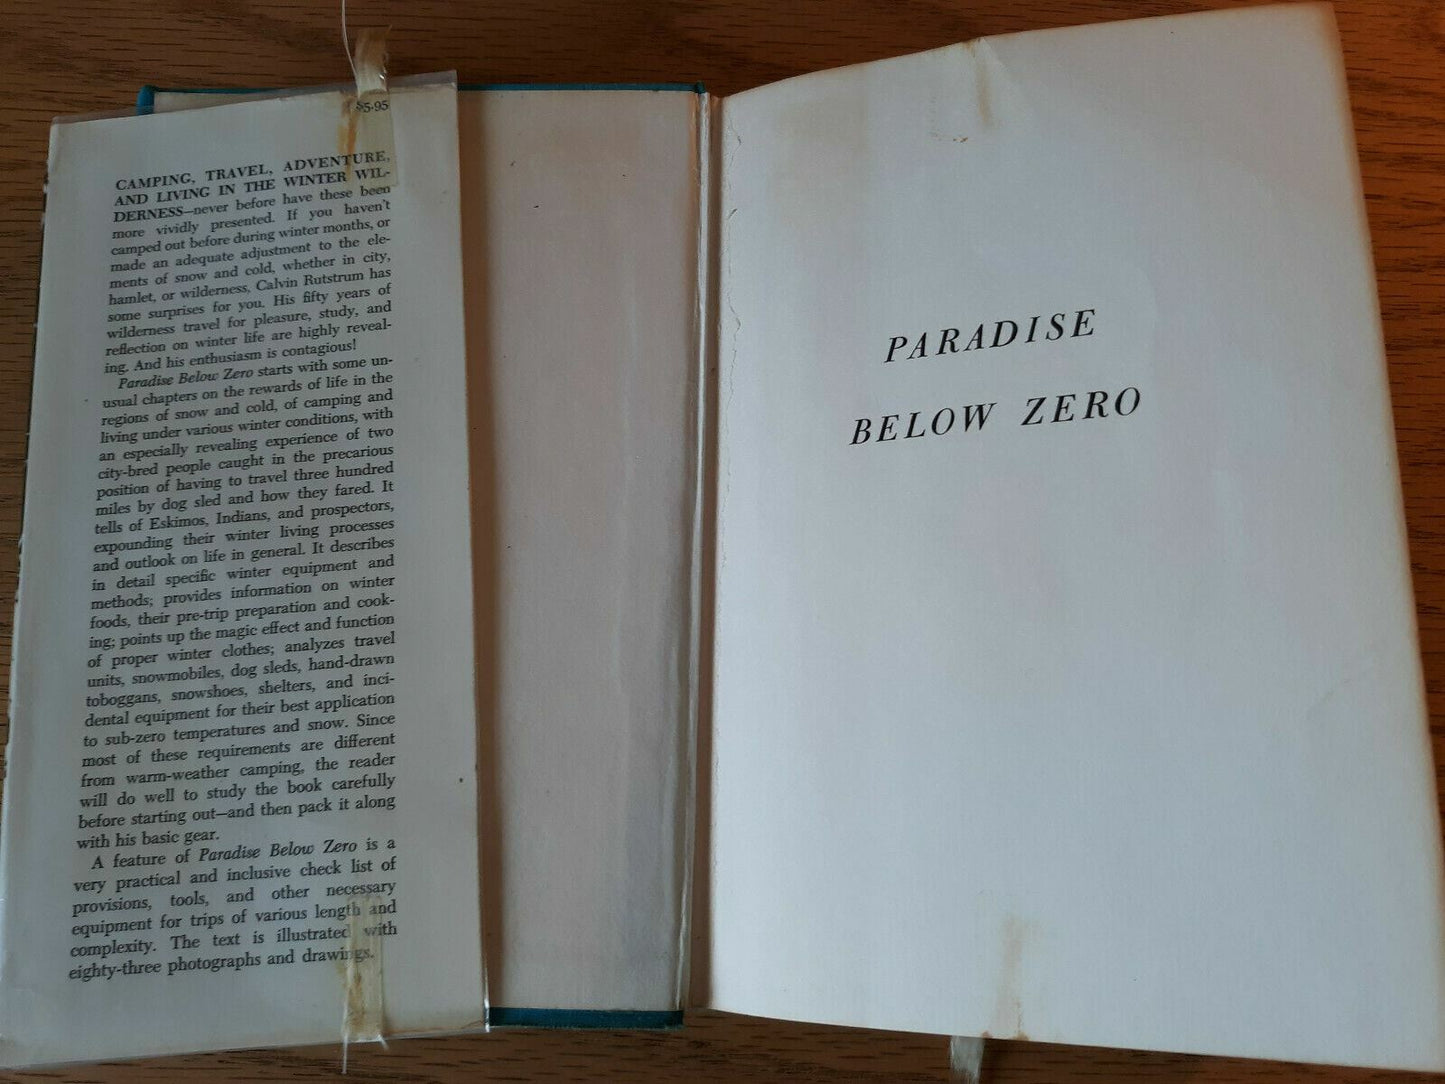 $5.95
CAMPING, TRAVEL, ADVENTURE,
AND LIVING IN THE WINTER WIL-
DERNESS—never before have these been
more vividly presented. If you haven't
camped out before during winter months, or
made an adequate adjustment to the ele-
ments of snow and cold, whether in city,
hamlet, or wilderness, Calvin Rutstrum has
some surprises for you. His fifty years of
wilderness travel for pleasure, study, and
reflection on winter life are highly reveal-
ing. And his enthusiasm is contagious!
Paradise Below Zero starts with some un-
usual chapters on the rewards of life in the
regions of snow and cold, of camping and
living under various winter conditions, with
an especially revealing experience of two
city-bred people caught in the precarious
position of having to travel three hundred
miles by dog sled and how they fared. It
tells of Eskimos, Indians, and prospectors,
expounding their winter living processes
and outlook on life in general. It describes
in detail specific winter equipment and
methods; provides information on winter
foods, their pre-trip preparation and cook-
ing; points up the magic effect and function
of proper winter clothes; analyzes travel
units, snowmobiles, dog sleds, hand-drawn
toboggans, snowshoes, shelters, and inci-
dental equipment for their best application
to sub-zero temperatures and snow. Since
most of these requirements are different
from warm-weather camping, the reader
will do well to study the book carefully
before starting out—and then pack it along
with his basic gear.
A feature of Paradise Below Zero is a
very practical and inclusive check list of
provisions, tools, and other necessary
equipment for trips of various length and
complexity. The text is illustrated with
eighty-three photographs and drawings.
PARADISE
BELOW ZERO